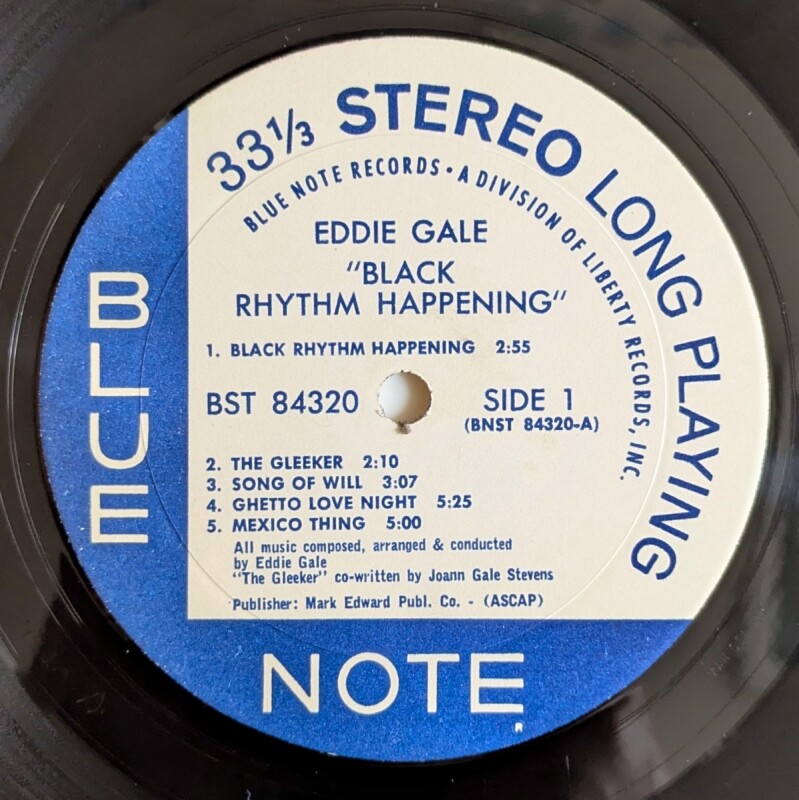 33⅓ STEREO LONG PLAYING
BLUE NOTE RECORDS • A DIVISION OF LIBERTY RECORDS, INC.
EDDIE GALE
"BLACK
RHYTHM HAPPENING"
1. BLACK RHYTHM HAPPENING 2:55
BST 84320
SIDE 1
(BNST 84320-A)
2. THE GLEEKER 2:10
3. SONG OF WILL 3:07
4. GHETTO LOVE NIGHT 5:25
5. MEXICO THING 5:00
All music composed, arranged & conducted
by Eddie Gale
"The Gleeker" co-written by Joann Gale Stevens
Publisher: Mark Edward Publ. Co. - (ASCAP)
BLUE
NOTE
R